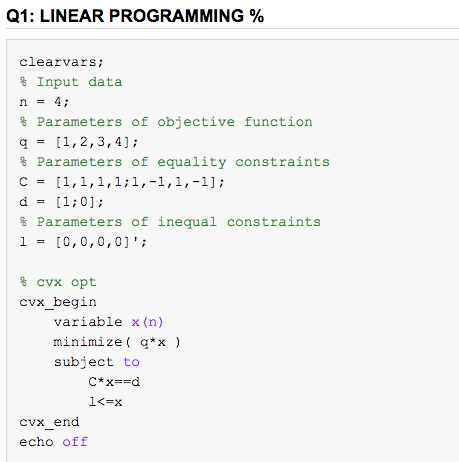 Q1: LINEAR PROGRAMMING %
clearvars;
% Input data
n = 4;
% Parameters of objective function
q = [1,2,3,4];
% Parameters of equality constraints
C = [1,1,1,1;1,-1,1,-1];
d = [1;0];
% Parameters of inequal constraints
l = [0,0,0,0]';
% cvx opt
cvx_begin
variable x(n)
minimize( q*x )
subject to
C*x==d
l<=x
cvx_end
echo off